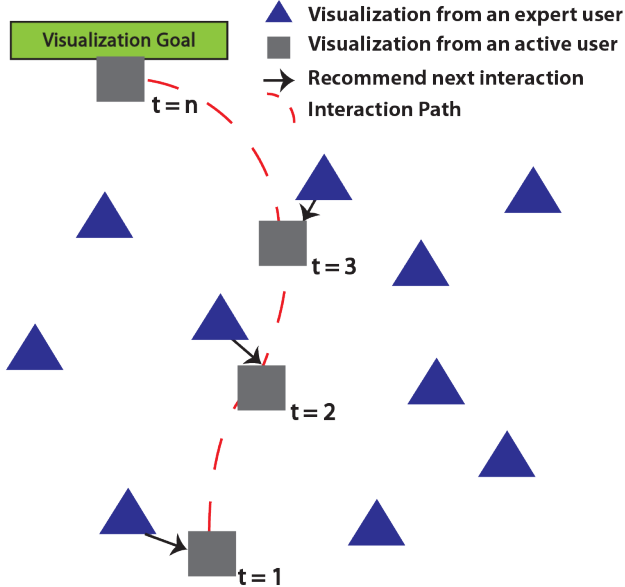 Visualization Goal
Visualization from an expert user
Visualization from an active user
Recommend next interaction
Interaction Path
t = n
t = 3
t = 2
t = 1